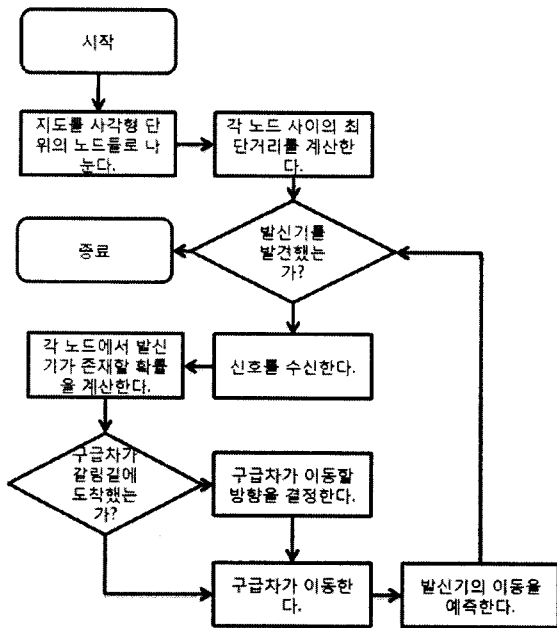 시작
지도를 사각형 단
위의 노드들로 나
눈다.
각 노드 사이의 최
단거리를 계산한
다.
발신기를
발견했는
가?
종료
신호를 수신한다.
각 노드에서 발신
기가 존재할 확률
을 계산한다.
구급차가
갈림길에
도착했는
가?
구급차가 이동할
방향을 결정한다.
구급차가 이동한
다.
발신기의 이동을
예측한다.